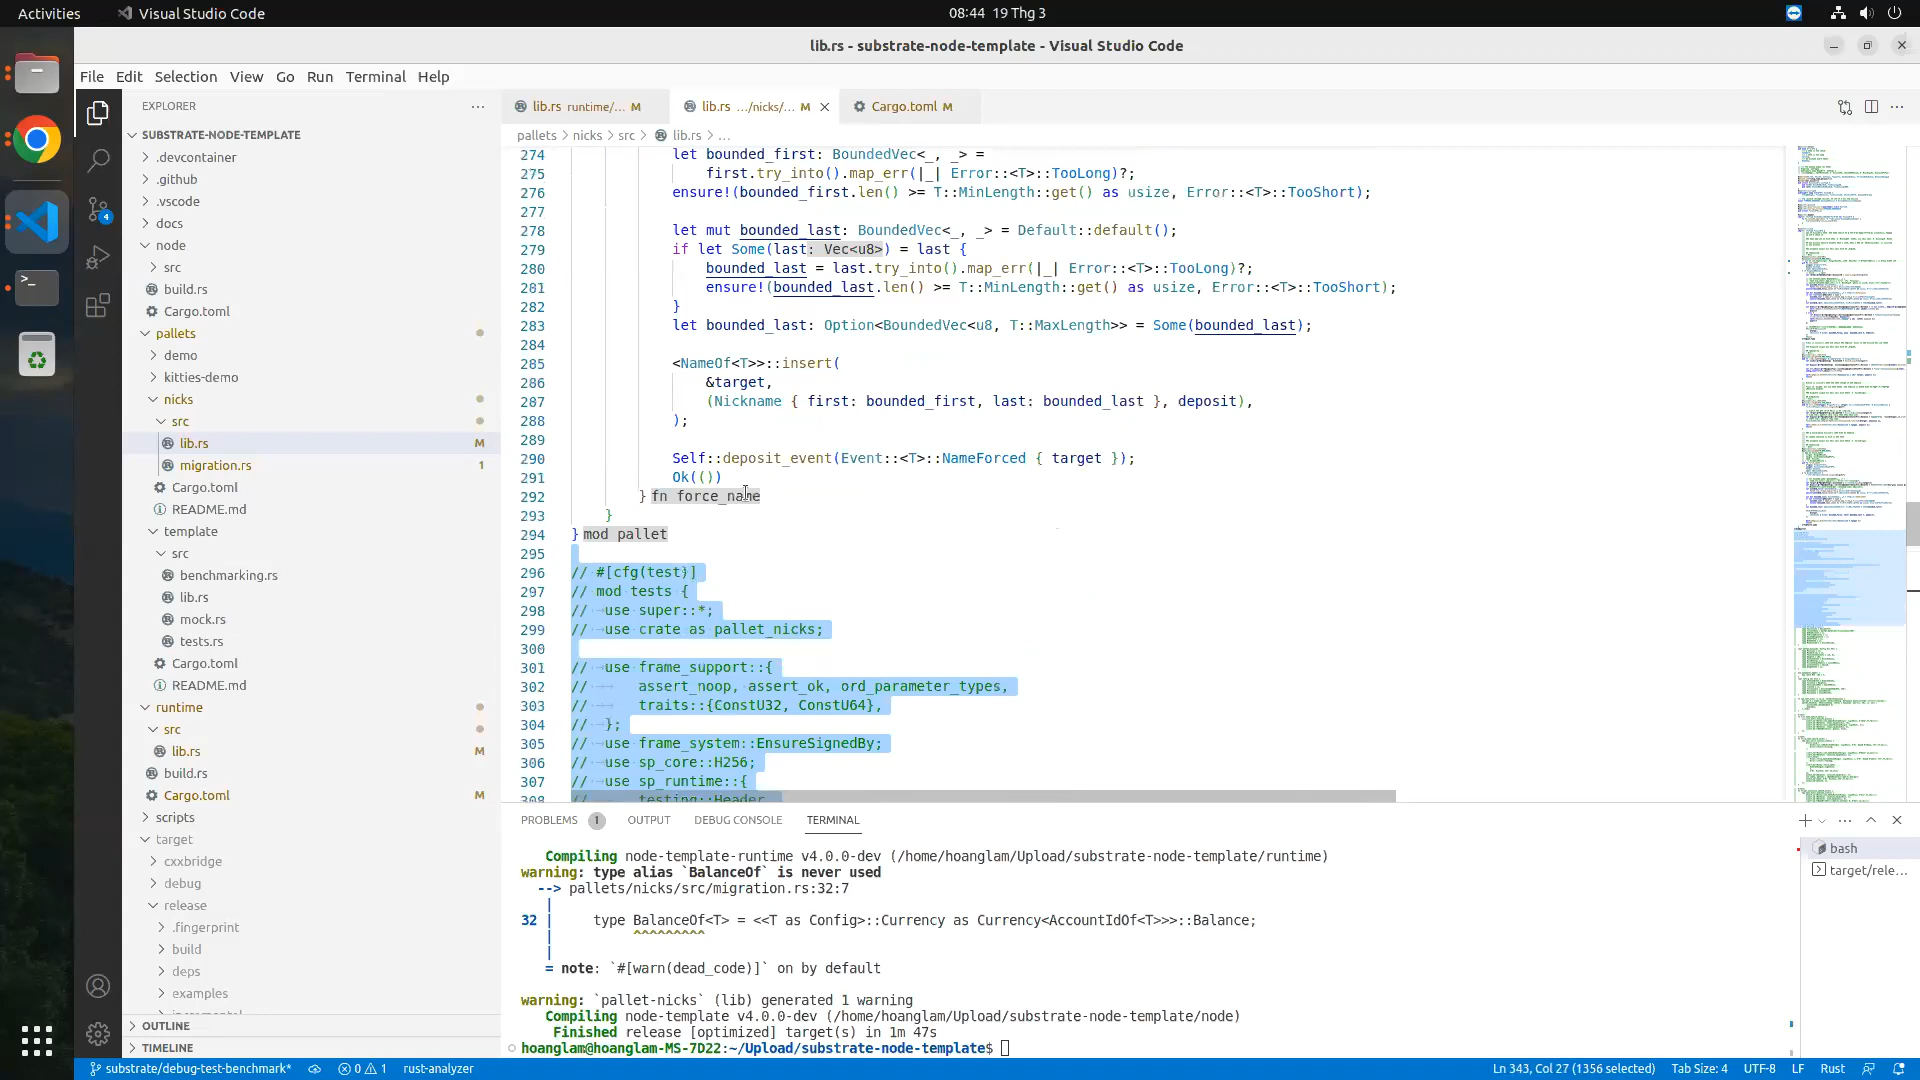 Activities
Visual Studio Code
08:44 19 Thg 3
lib.rs - substrate-node-template - Visual Studio Code
File Edit Selection View Go Run Terminal Help
EXPLORER
SUBSTRATE-NODE-TEMPLATE
.devcontainer
.github
.vscode
docs
node
src
build.rs
Cargo.toml
pallets
demo
kitties-demo
nicks
src
lib.rs M
migration.rs 1
Cargo.toml
README.md
template
src
benchmarking.rs
lib.rs
mock.rs
tests.rs
Cargo.toml
README.md
runtime
src
lib.rs M
build.rs
Cargo.toml M
scripts
target
cxxbridge
debug
release
.fingerprint
build
deps
examples
OUTLINE
TIMELINE
4
lib.rs runtime/... M
lib.rs .../nicks/... M
Cargo.toml M
pallets > nicks > src > lib.rs > ...
274 let bounded_first: BoundedVec<_, _> =
275 first.try_into().map_err(|_| Error::<T>::TooLong)?;
276 ensure!(bounded_first.len() >= T::MinLength::get() as usize, Error::<T>::TooShort);
277
278 let mut bounded_last: BoundedVec<_, _> = Default::default();
279 if let Some(last: Vec<u8>) = last {
280 bounded_last = last.try_into().map_err(|_| Error::<T>::TooLong)?;
281 ensure!(bounded_last.len() >= T::MinLength::get() as usize, Error::<T>::TooShort);
282 }
283 let bounded_last: Option<BoundedVec<u8, T::MaxLength>> = Some(bounded_last);
284
285 <NameOf<T>>::insert(
286 &target,
287 (Nickname { first: bounded_first, last: bounded_last }, deposit),
288 );
289
290 Self::deposit_event(Event::<T>::NameForced { target });
291 Ok(())
292 } fn force_name
293 }
294 } mod pallet
295
296 // #[cfg(test)]
297 // mod tests {
298 // use super::*;
299 // use crate as pallet_nicks;
300
301 // use frame_support::{
302 // assert_noop, assert_ok, ord_parameter_types,
303 // traits::{ConstU32, ConstU64},
304 // };
305 // use frame_system::EnsureSignedBy;
306 // use sp_core::H256;
307 // use sp_runtime::{
308 // testing::Header,
PROBLEMS 1 OUTPUT DEBUG CONSOLE TERMINAL
Compiling node-template-runtime v4.0.0-dev (/home/hoanglam/Upload/substrate-node-template/runtime)
warning: type alias `BalanceOf` is never used
--> pallets/nicks/src/migration.rs:32:7
|
32 | type BalanceOf<T> = <<T as Config>::Currency as Currency<AccountIdOf<T>>>::Balance;
| ^^^^^^^^^
|
= note: `#[warn(dead_code)]` on by default
warning: `pallet-nicks` (lib) generated 1 warning
Compiling node-template v4.0.0-dev (/home/hoanglam/Upload/substrate-node-template/node)
Finished release [optimized] target(s) in 1m 47s
hoanglam@hoanglam-MS-7D22:~/Upload/substrate-node-template$
bash
target/rele...
substrate/debug-test-benchmark* 0 1 rust-analyzer
Ln 343, Col 27 (1356 selected) Tab Size: 4 UTF-8 LF Rust